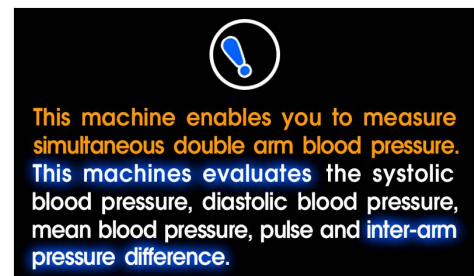 This machine enables you to measure
simultaneous double arm blood pressure.
This machines evaluates the systolic
blood pressure, diastolic blood pressure,
mean blood pressure, pulse and inter-arm
pressure difference.